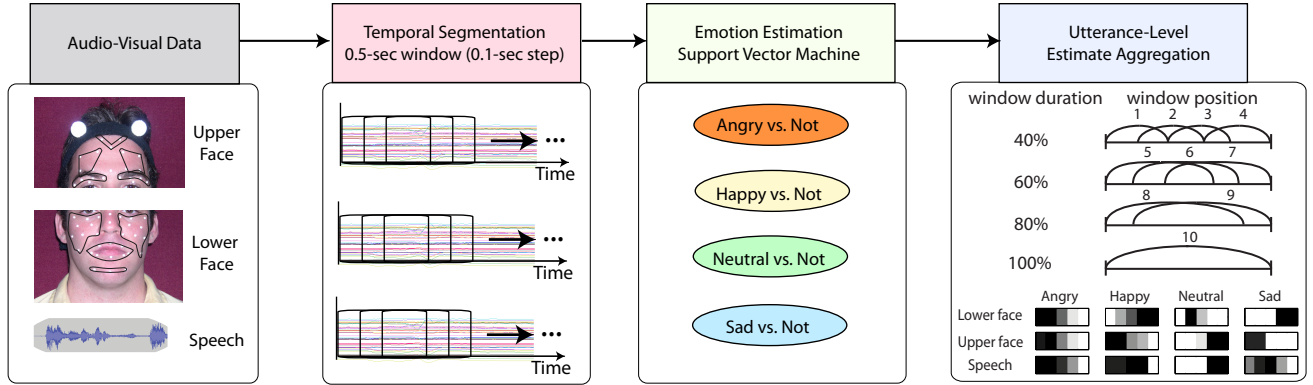 Audio-Visual Data
Upper
Face
Lower
Face
Speech
Temporal Segmentation
0.5-sec window (0.1-sec step)
...
Time
...
Time
...
Time
Emotion Estimation
Support Vector Machine
Angry vs. Not
Happy vs. Not
Neutral vs. Not
Sad vs. Not
Utterance-Level
Estimate Aggregation
window duration window position
1 2 3 4
40%
5 6 7
60%
8 9
80%
10
100%
Angry Happy Neutral Sad
Lower face
Upper face
Speech